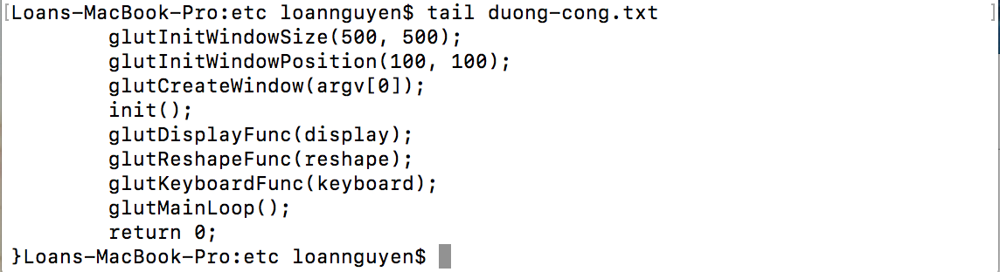 [Loans-MacBook-Pro:etc loannguyen$ tail duong-cong.txt ]
        glutInitWindowSize(500, 500);
        glutInitWindowPosition(100, 100);
        glutCreateWindow(argv[0]);
        init();
        glutDisplayFunc(display);
        glutReshapeFunc(reshape);
        glutKeyboardFunc(keyboard);
        glutMainLoop();
        return 0;
}Loans-MacBook-Pro:etc loannguyen$